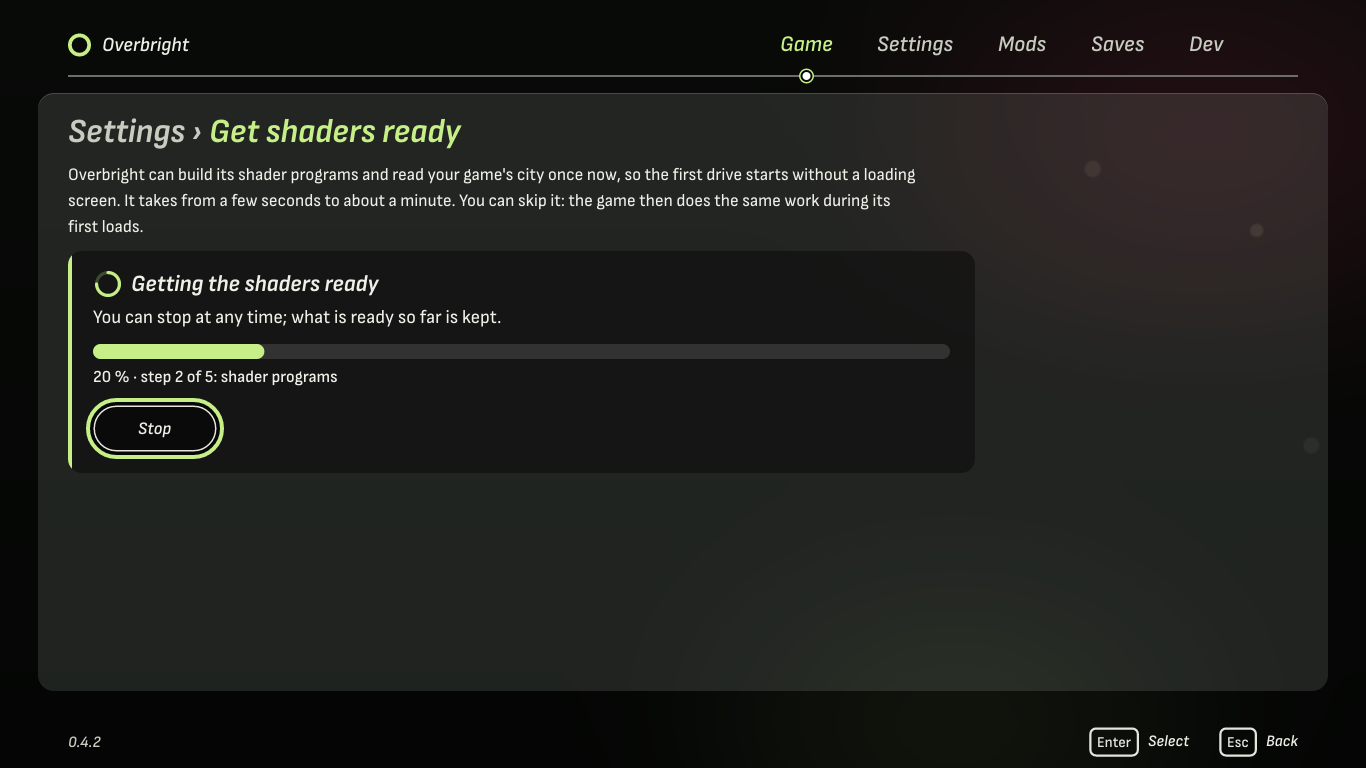 Overbright
Game Settings Mods Saves Dev
Settings › Get shaders ready
Overbright can build its shader programs and read your game's city once now, so the first drive starts without a loading
screen. It takes from a few seconds to about a minute. You can skip it: the game then does the same work during its
first loads.
Getting the shaders ready
You can stop at any time; what is ready so far is kept.
20 % · step 2 of 5: shader programs
Stop
0.4.2
Enter Select Esc Back